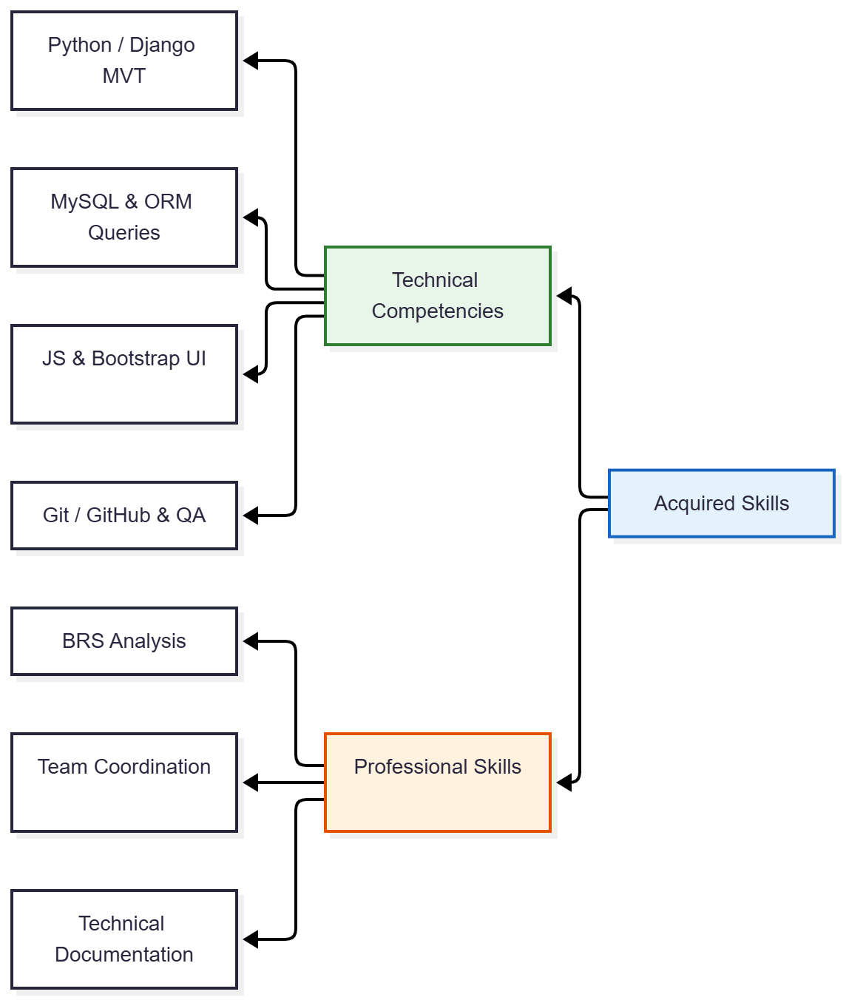 Python / Django
MVT
MySQL & ORM
Queries
JS & Bootstrap UI
Git / GitHub & QA
BRS Analysis
Team Coordination
Technical
Documentation
Technical
Competencies
Professional Skills
Acquired Skills